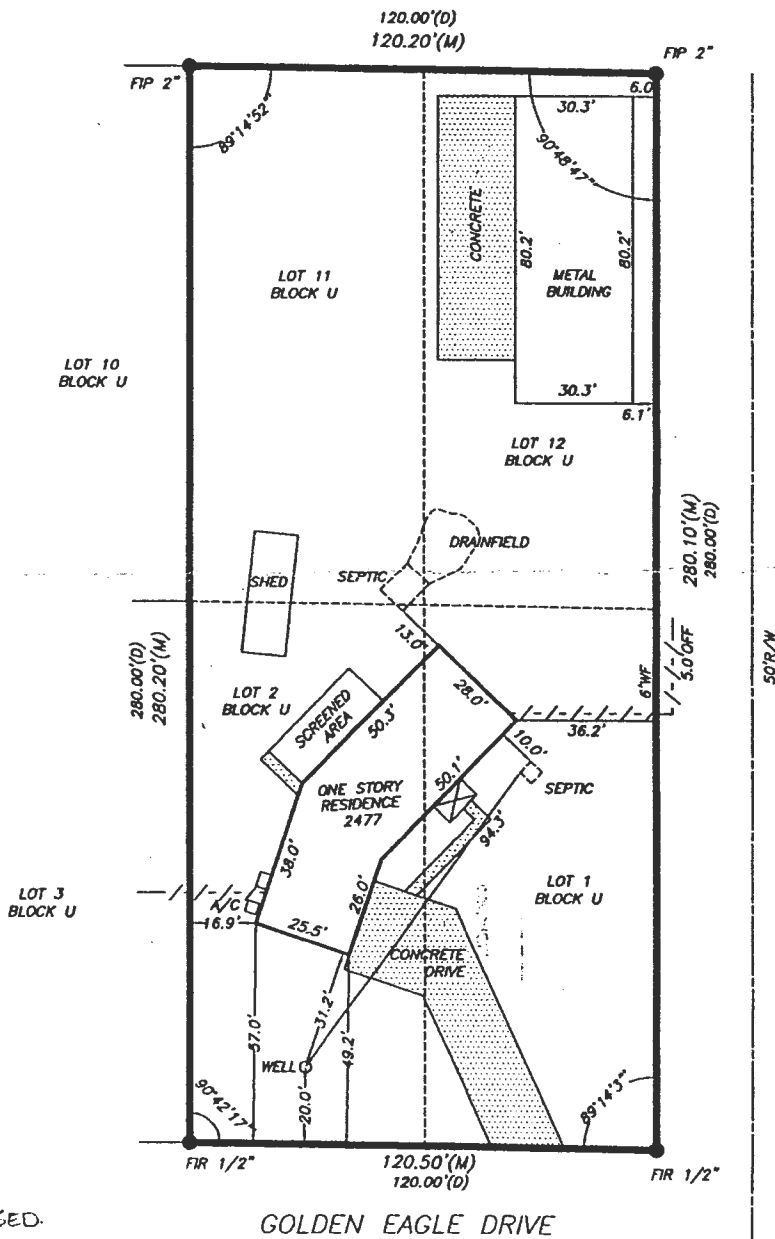 120.00'(D)
120.20'(M)
FIP 2"
FIP 2"
89°14'52"
6.0
30.3'
90°48'47"
CONCRETE
80.2'
80.2'
METAL
BUILDING
LOT 11
BLOCK U
LOT 10
BLOCK U
30.3'
6.1'
LOT 12
BLOCK U
280.10'(M)
280.00'(D)
DRAINFIELD
SEPTIC
SHED
50'R/W
13.0'
280.00'(D)
280.20'(M)
6'WF
5.0'OFF
LOT 2
BLOCK U
28.0'
SCREENED
AREA
50.3'
36.2'
10.0'
ONE STORY
RESIDENCE
2477
50.1'
SEPTIC
94.3'
38.0'
LOT 1
BLOCK U
LOT 3
BLOCK U
26.0'
A/C
16.9'
25.5'
CONCRETE
DRIVE
31.2'
57.0'
49.2'
WELL
20.0'
90°42'17"
89°14'3"
FIR 1/2"
120.50'(M)
120.00'(D)
FIR 1/2"
GED.
GOLDEN EAGLE DRIVE